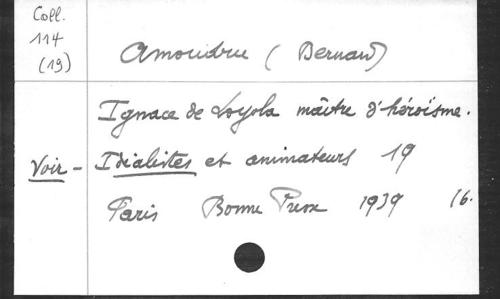 Coll.
114
(19)
Amoudru (Bernard)
Ignace de Loyola maître d'héroïsme.
Voir - Idéalistes et animateurs 19
Paris Bonne Presse 1939 16.